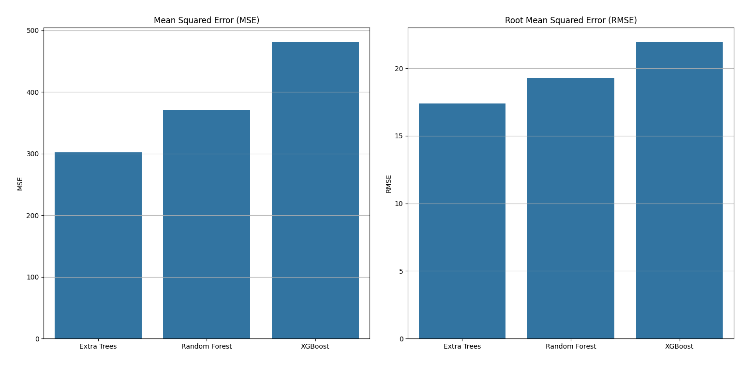 Mean Squared Error (MSE)
MSE
500
400
300
200
100
0
Extra Trees Random Forest XGBoost
Root Mean Squared Error (RMSE)
RMSE
20
15
10
5
0
Extra Trees Random Forest XGBoost